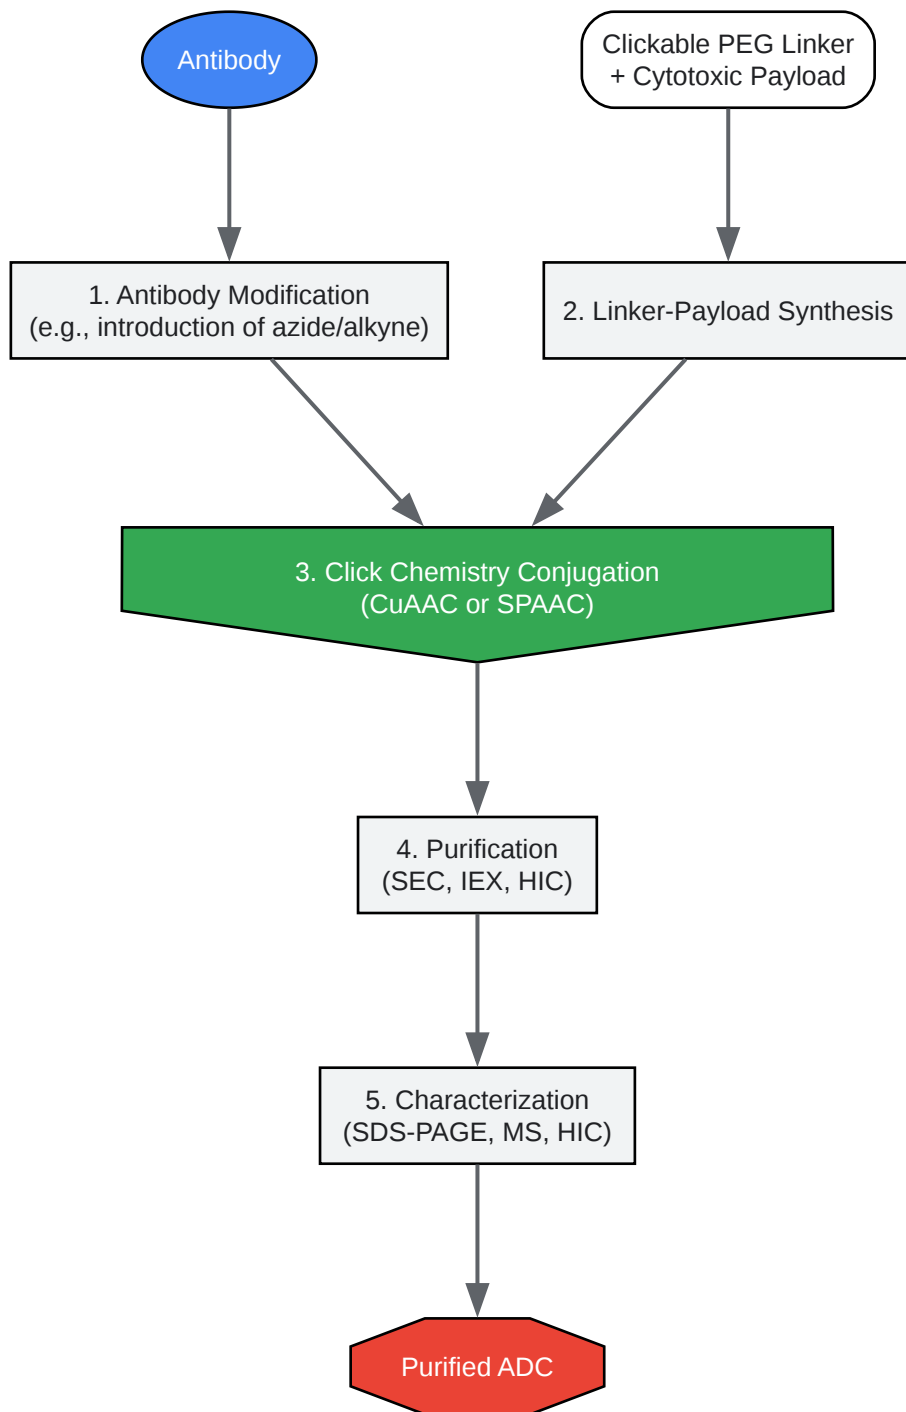 Antibody
Clickable PEG Linker
+ Cytotoxic Payload
1. Antibody Modification
(e.g., introduction of azide/alkyne)
2. Linker-Payload Synthesis
3. Click Chemistry Conjugation
(CuAAC or SPAAC)
4. Purification
(SEC, IEX, HIC)
5. Characterization
(SDS-PAGE, MS, HIC)
Purified ADC